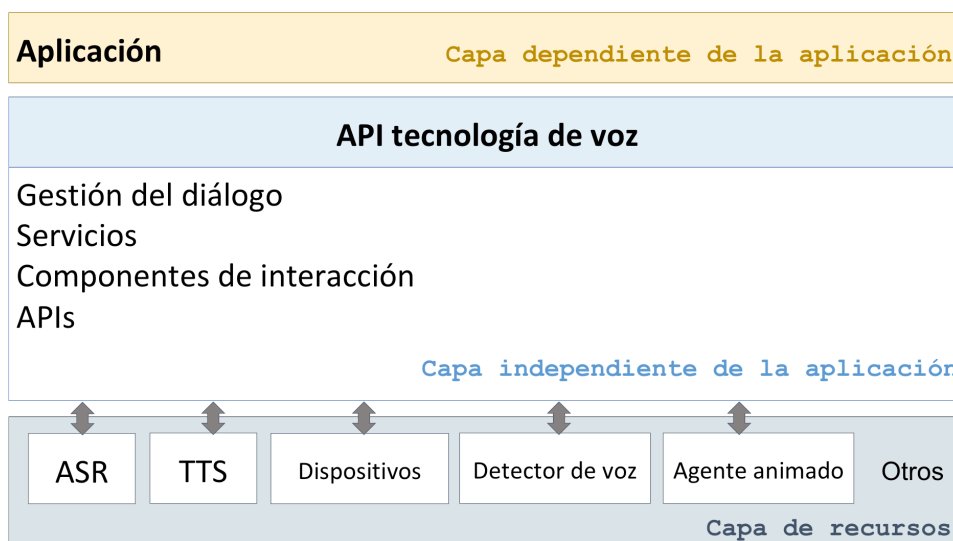 Aplicación
Capa dependiente de la aplicación
API tecnología de voz
Gestión del diálogo
Servicios
Componentes de interacción
APIs
Capa independiente de la aplicación
ASR
TTS
Dispositivos
Detector de voz
Agente animado
Otros
Capa de recursos